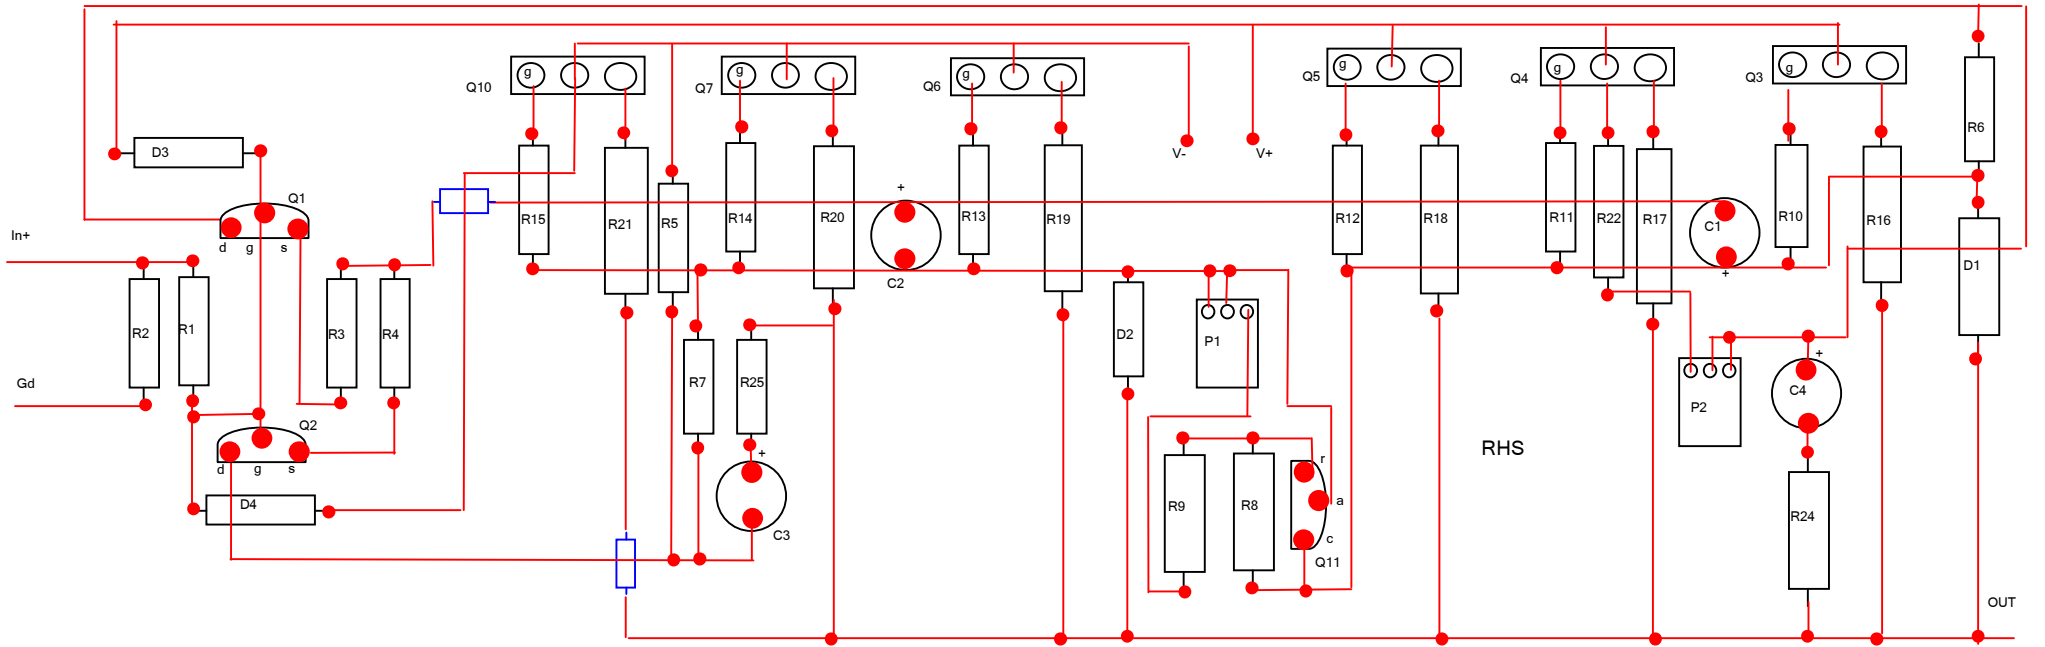 Q10
g
Q7
g
Q6
g
Q5
g
Q4
g
Q3
g
D3
V-
V+
R6
Q1
+
R15
R21
R5
R14
R20
R13
R19
R12
R18
R11
R22
R17
C1
R10
R16
In+
d
g
s
C2
+
D1
R2
R1
R3
R4
D2
P1
Gd
R7
R25
+
C4
P2
Q2
RHS
d
g
s
+
r
D4
R9
R8
a
R24
C3
c
Q11
OUT